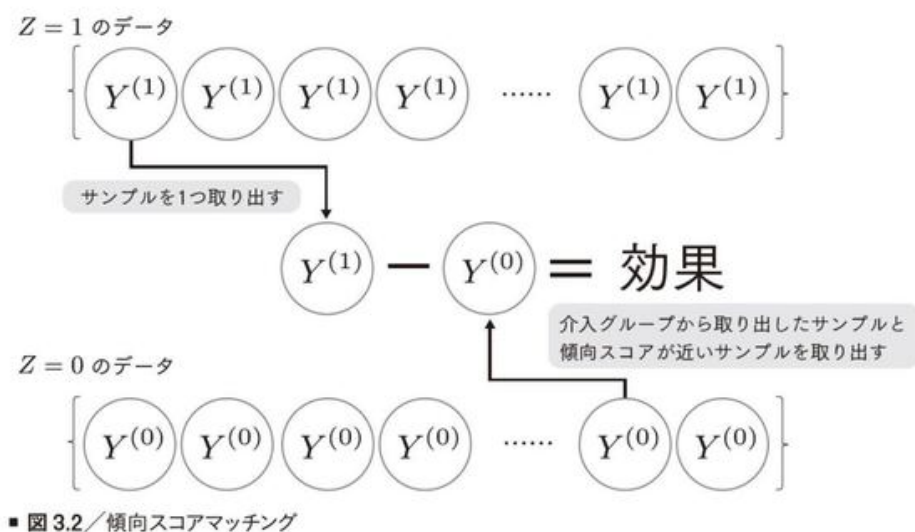 Z = 1 のデータ
Y(1) Y(1) Y(1) Y(1) …… Y(1) Y(1)
サンプルを1つ取り出す
Y(1) − Y(0) = 効果
介入グループから取り出したサンプルと
傾向スコアが近いサンプルを取り出す
Z = 0 のデータ
Y(0) Y(0) Y(0) Y(0) …… Y(0) Y(0)
■ 図 3.2／傾向スコアマッチング